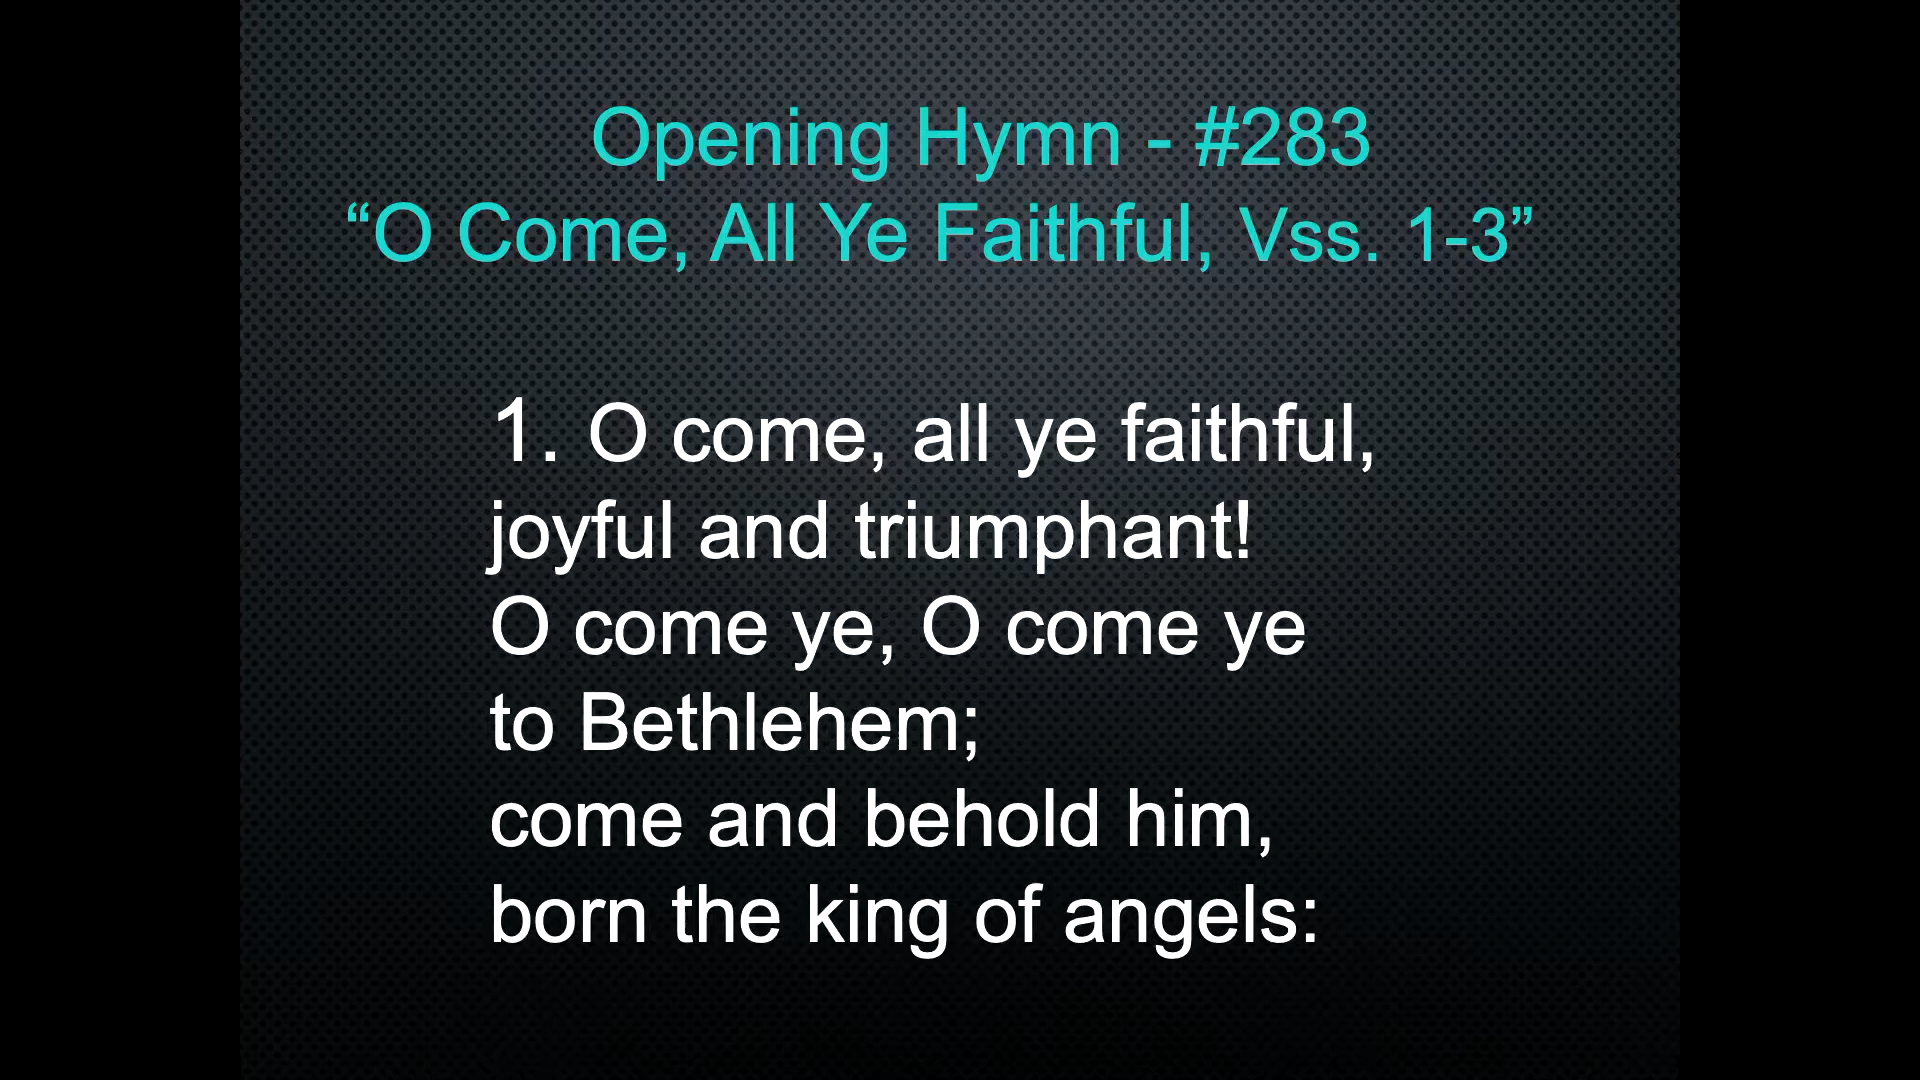 Opening Hymn - #283
“O Come, All Ye Faithful, Vss. 1-3”
1. O come, all ye faithful,
joyful and triumphant!
O come ye, O come ye
to Bethlehem;
come and behold him,
born the king of angels: